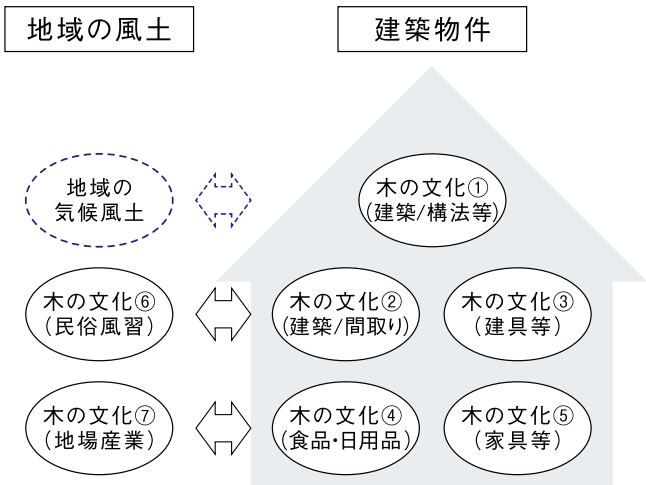 地域の風土
建築物件
地域の
気候風土
木の文化①
(建築/構法等)
木の文化⑥
(民俗風習)
木の文化②
(建築/間取り)
木の文化③
(建具等)
木の文化⑦
(地場産業)
木の文化④
(食品・日用品)
木の文化⑤
(家具等)